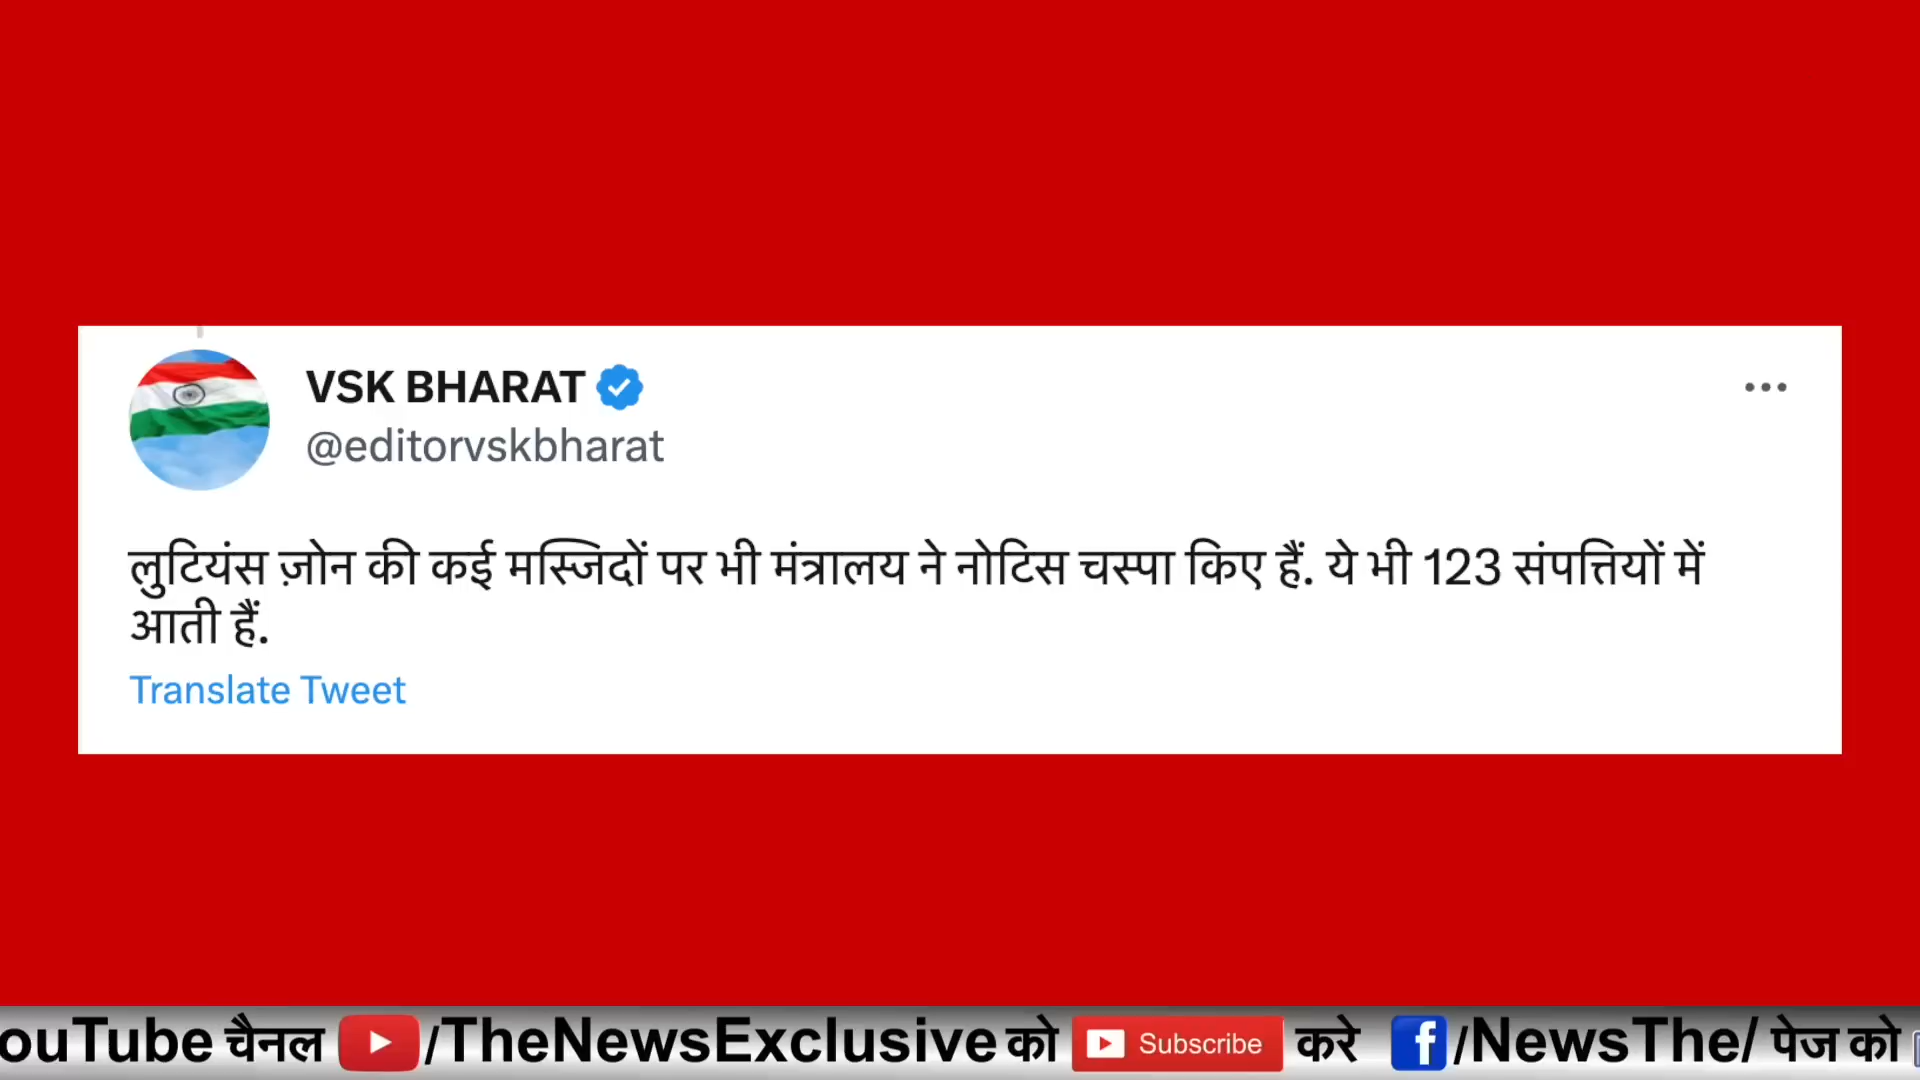 VSK BHARAT
@editorvskbharat
लुटियंस ज़ोन की कई मस्जिदों पर भी मंत्रालय ने नोटिस चस्पा किए हैं. ये भी 123 संपत्तियों में
आती हैं.
Translate Tweet
ouTube चैनल /TheNewsExclusive को Subscribe करे f/NewsThe/ पेज को